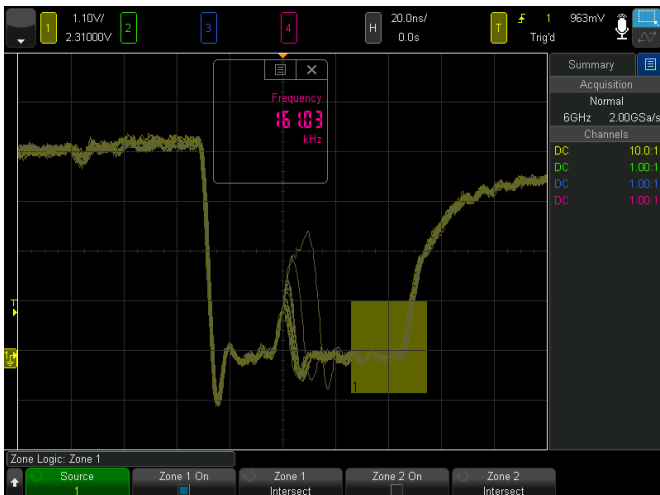 1 1.10V/ 2 3 4 H 20.0ns/ T 1 963mV
2.31000V 0.0s Trig'd
Summary
Acquisition
Normal
6GHz 2.00GSa/s
Channels
DC 10.0:1
DC 1.00:1
DC 1.00:1
DC 1.00:1
Frequency
161.03
kHz
T
1
1
Zone Logic: Zone 1
Source Zone 1 On Zone 1 Zone 2 On Zone 2
1 Intersect Intersect